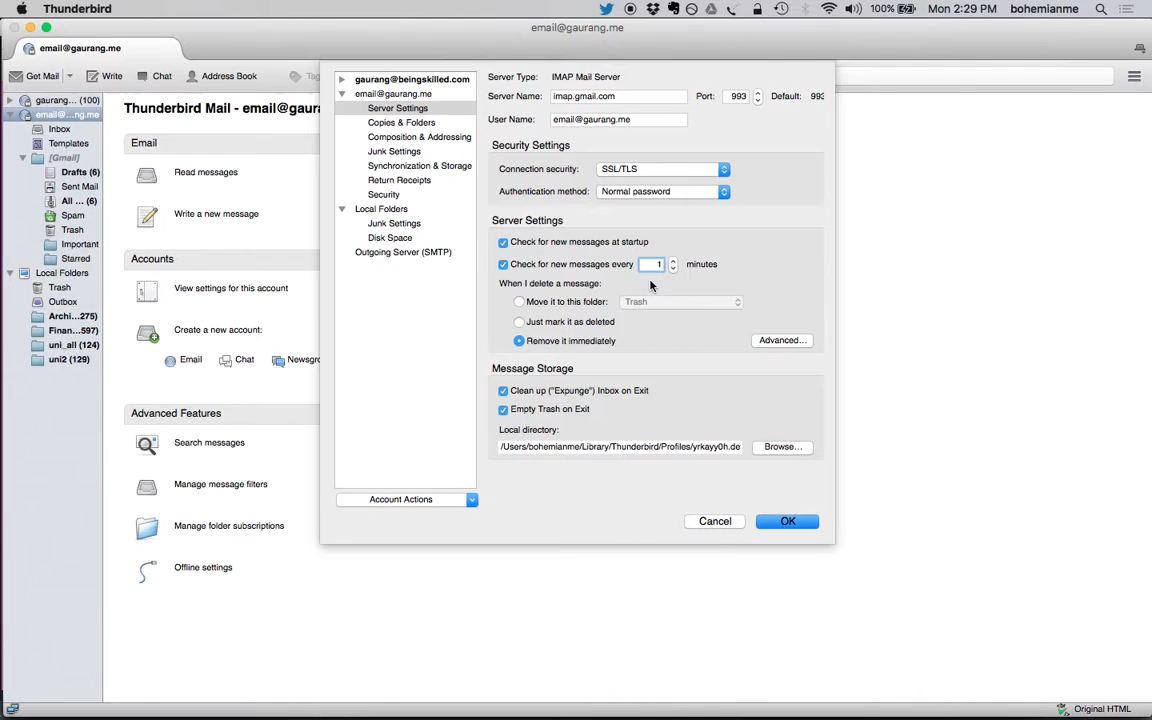 Thunderbird
100%
Mon 2:29 PM
bohemianme
email@gaurang.me
email@gaurang.me
Get Mail
Write
Chat
Address Book
Tag
gaurang... (100)
email@...ng.me
Inbox
Templates
[Gmail]
Drafts (6)
Sent Mail
All ... (6)
Spam
Trash
Important
Starred
Local Folders
Trash
Outbox
Archi...275)
Finan...597)
uni_all (124)
uni2 (129)
Thunderbird Mail - email@gaura
Email
Read messages
Write a new message
Accounts
View settings for this account
Create a new account:
Email
Chat
Newsgro
Advanced Features
Search messages
Manage message filters
Manage folder subscriptions
Offline settings
gaurang@beingskilled.com
email@gaurang.me
Server Settings
Copies & Folders
Composition & Addressing
Junk Settings
Synchronization & Storage
Return Receipts
Security
Local Folders
Junk Settings
Disk Space
Outgoing Server (SMTP)
Account Actions
Server Type: IMAP Mail Server
Server Name: imap.gmail.com Port: 993 Default: 993
User Name: email@gaurang.me
Security Settings
Connection security: SSL/TLS
Authentication method: Normal password
Server Settings
Check for new messages at startup
Check for new messages every 1 minutes
When I delete a message:
Move it to this folder: Trash
Just mark it as deleted
Remove it immediately
Advanced...
Message Storage
Clean up ("Expunge") Inbox on Exit
Empty Trash on Exit
Local directory:
/Users/bohemianme/Library/Thunderbird/Profiles/yrkayy0h.de
Browse...
Cancel
OK
Original HTML